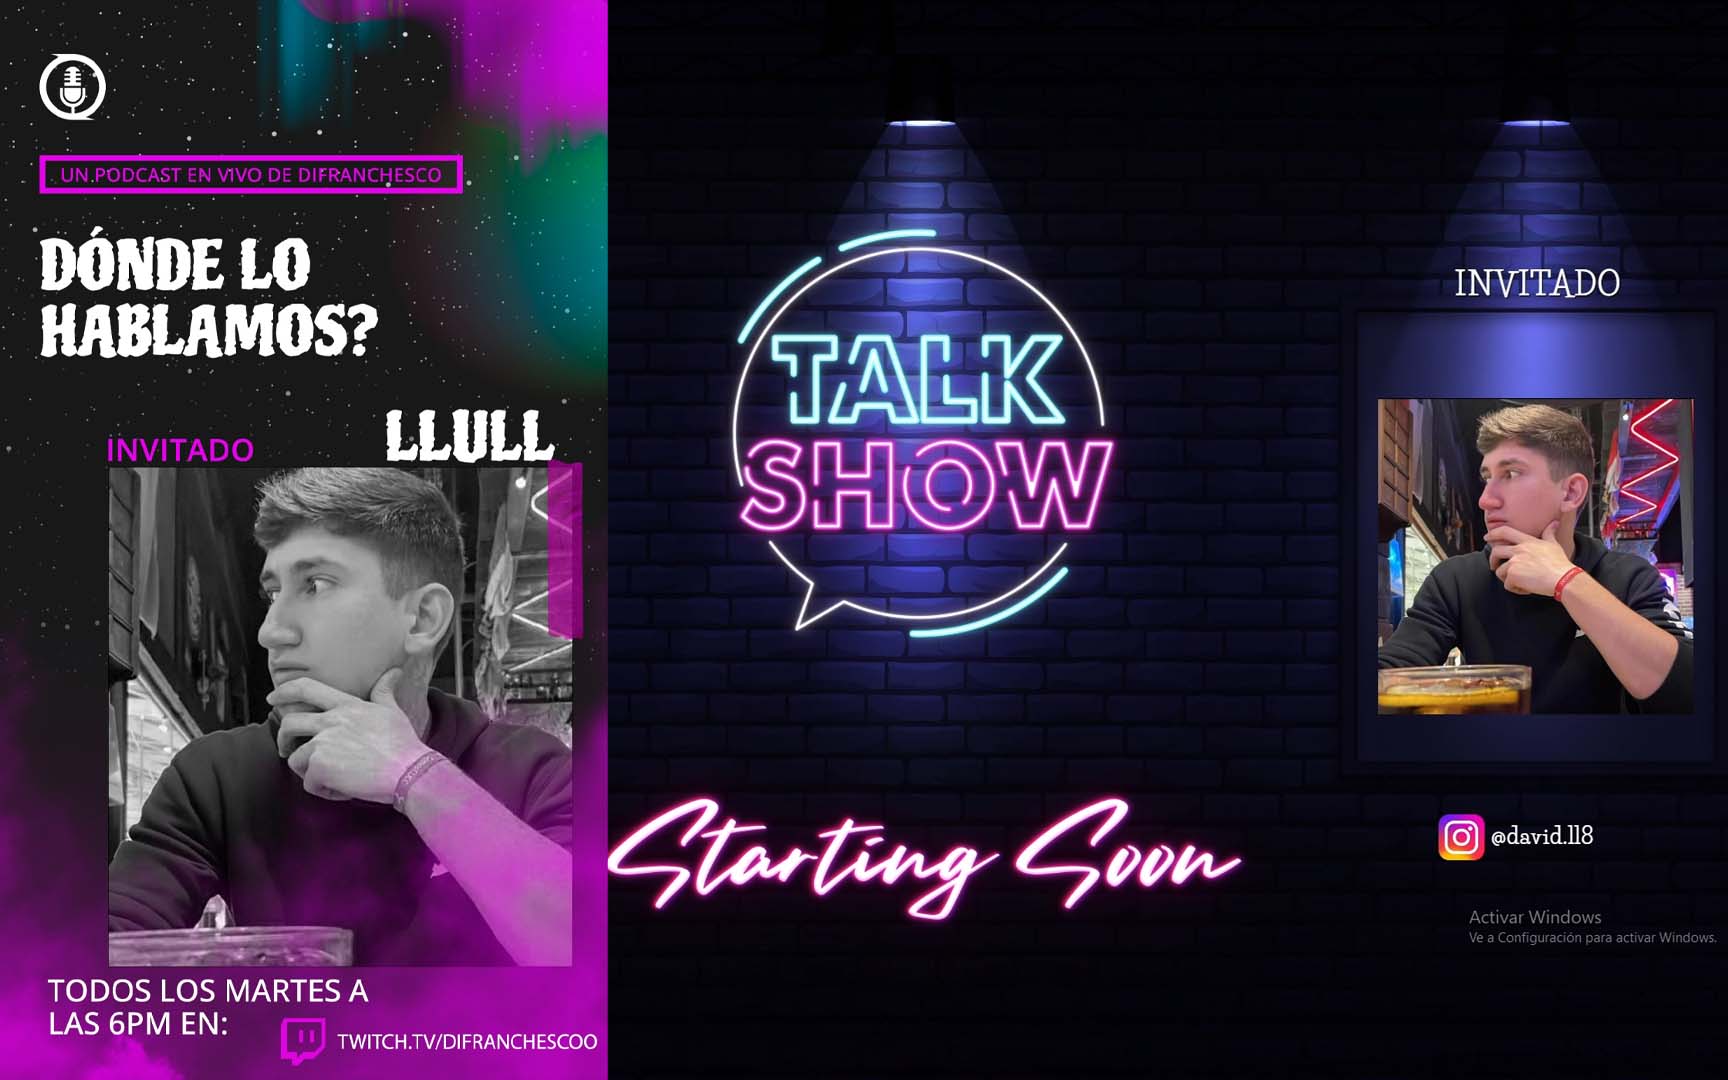 UN PODCAST EN VIVO DE DIFRANCHESCO
DÓNDE LO
HABLAMOS?
INVITADO
LLULL
TODOS LOS MARTES A
LAS 6PM EN:
TWITCH.TV/DIFRANCHESCOO
TALK
SHOW
Starting Soon
INVITADO
@david.ll8
Activar Windows
Ve a Configuración para activar Windows.